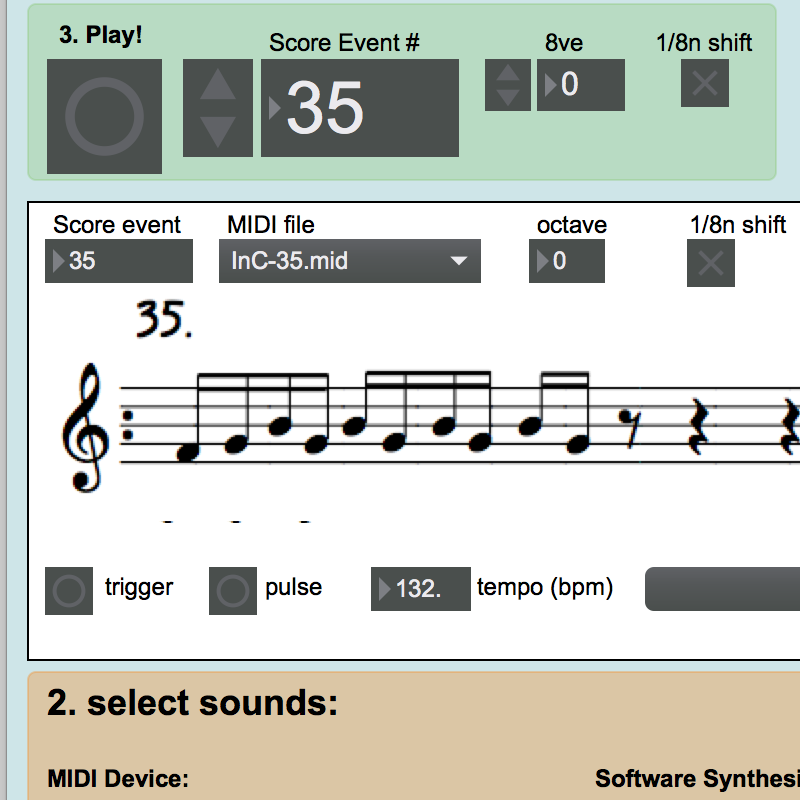 3. Play!
Score Event #
8ve
1/8n shift
35
0
Score event
MIDI file
octave
1/8n shift
35
InC-35.mid
0
35.
trigger
pulse
132.
tempo (bpm)
2. select sounds:
MIDI Device:
Software Synthesi